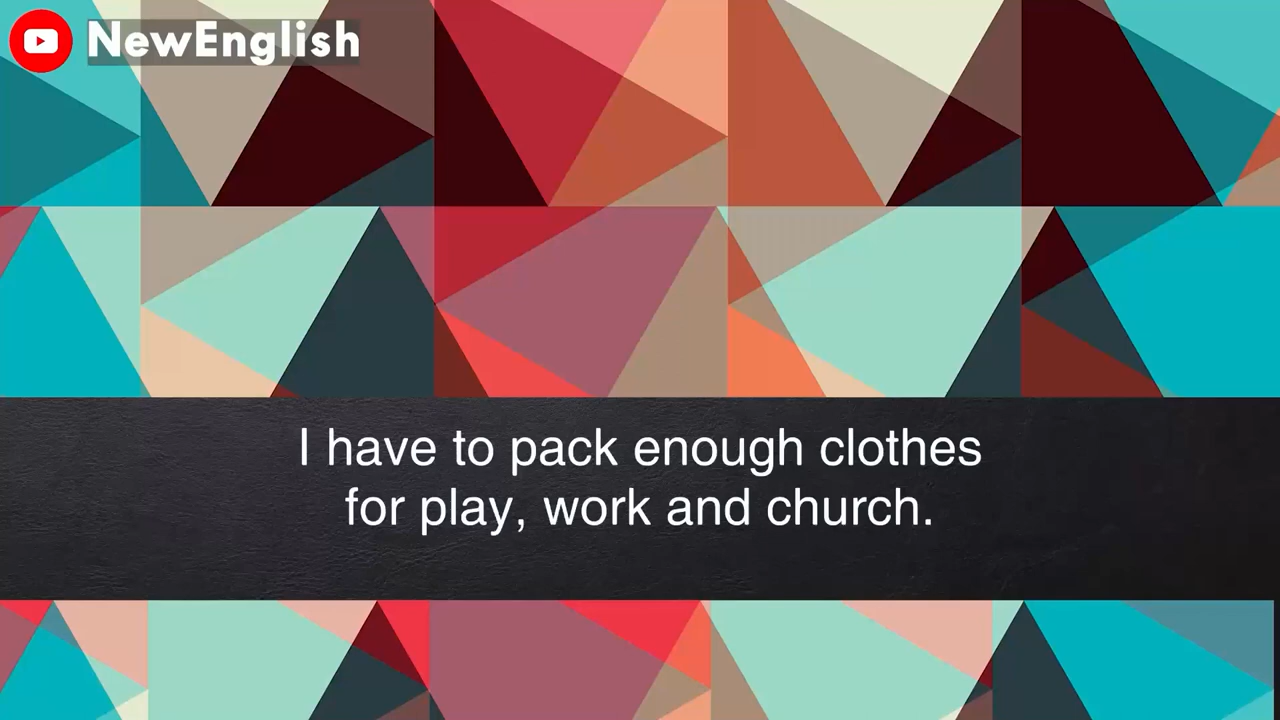 NewEnglish
I have to pack enough clothes
for play, work and church.